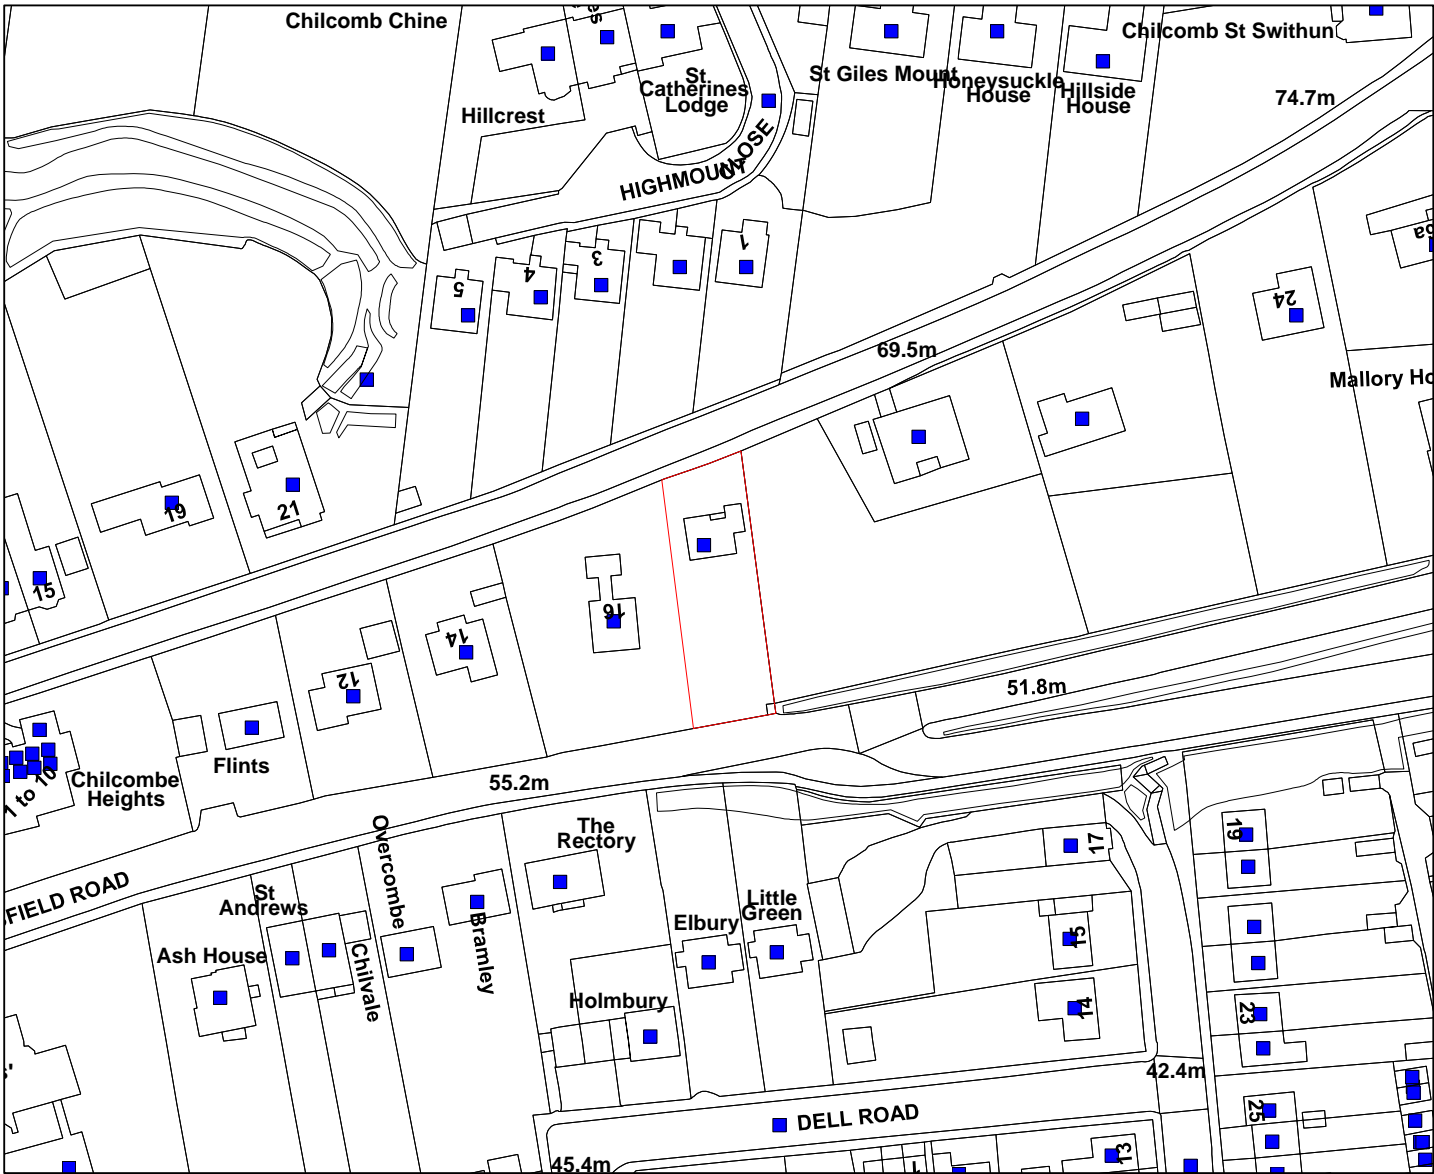 Chilcomb Chine
Chilcomb St Swithun
St Giles Mount
Honeysuckle
House
Hillside
House
St
Catherines
Lodge
Hillcrest
74.7m
HIGHMOUNT
CLOSE
1
3
4
5
24
69.5m
Mallory Ho
19
21
15
16
14
12
51.8m
Flints
55.2m
Chilcombe
Heights
1 to 10
The
Rectory
Overcombe
17
19
FIELD ROAD
St
Andrews
Little
Green
Elbury
Bramley
Ash House
Chilvale
15
Holmbury
14
23
42.4m
DELL ROAD
25
45.4m
13